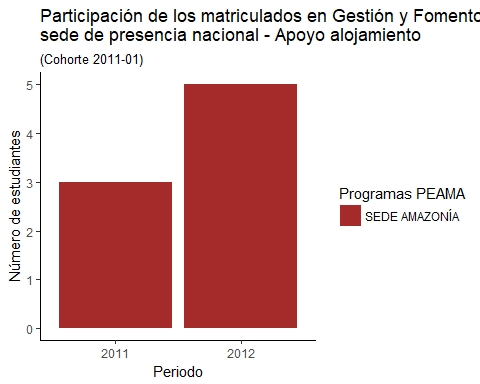 Participación de los matriculados en Gestión y Fomento
sede de presencia nacional - Apoyo alojamiento
(Cohorte 2011-01)
Número de estudiantes
5
4
3
2
1
0
2011
2012
Periodo
Programas PEAMA
SEDE AMAZONÍA